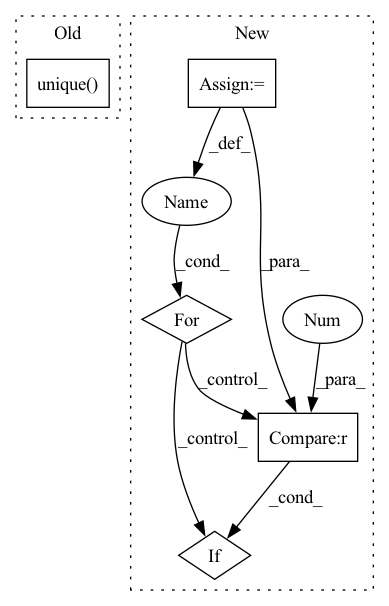 Old
New
unique()
Assign:=
_def_
Name
_cond_
_para_
For
Num
_control_
_para_
_control_
Compare:r
_cond_
If